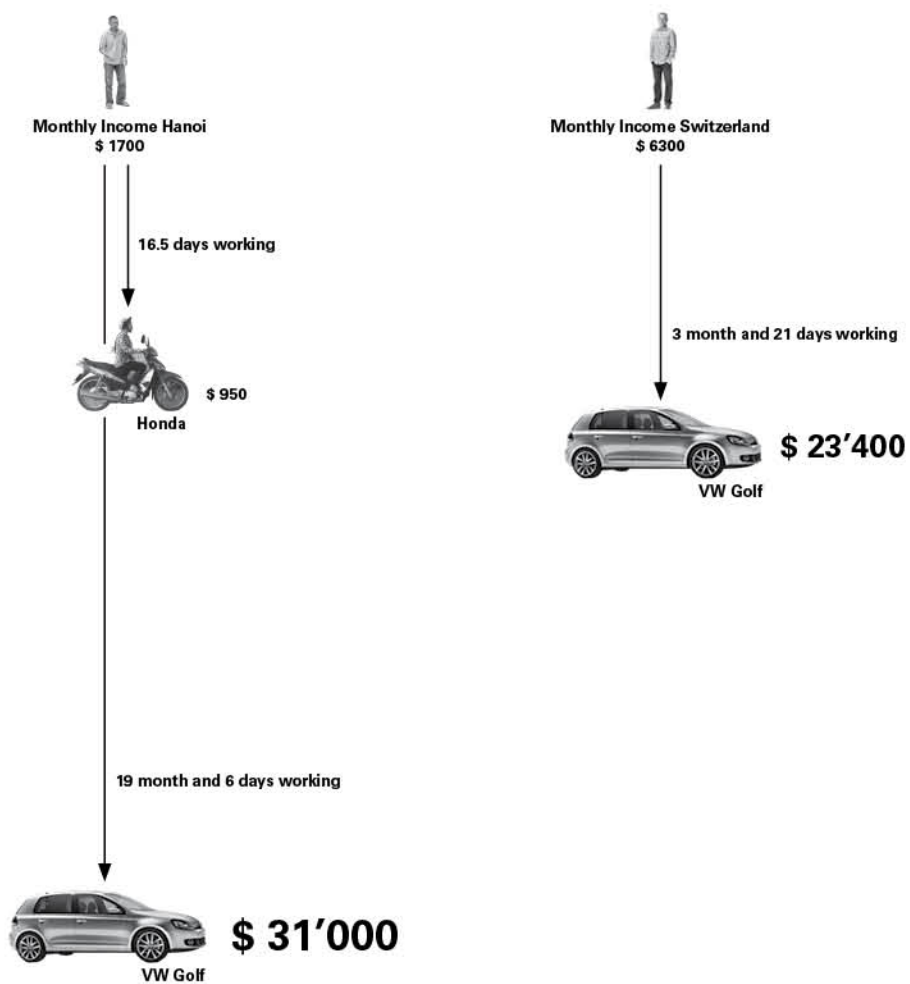 Monthly Income Hanoi
$ 1700
16.5 days working
$ 950
Honda
19 month and 6 days working
$ 31’000
VW Golf
Monthly Income Switzerland
$ 6300
3 month and 21 days working
$ 23’400
VW Golf